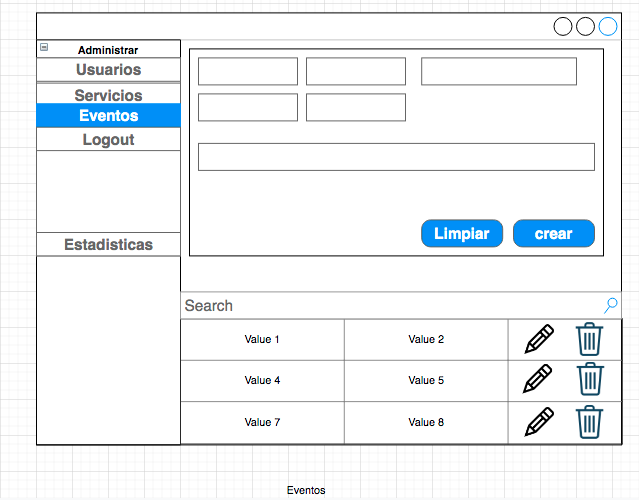 Administrar
Usuarios
Servicios
Eventos
Logout
Estadisticas
Limpiar
crear
Search
Value 1
Value 2
Value 4
Value 5
Value 7
Value 8
Eventos